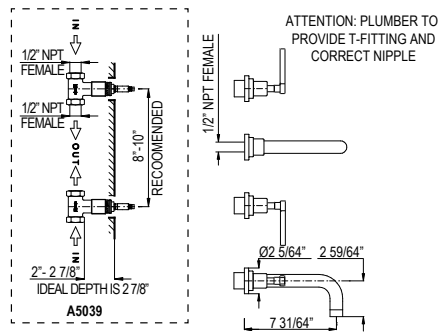 IN
1/2" NPT
FEMALE
1/2" NPT
FEMALE
OUT
8"-10"
RECOOMENDED
IN
2"- 2 7/8"
IDEAL DEPTH IS 2 7/8"
A5039
ATTENTION: PLUMBER TO
PROVIDE T-FITTING AND
CORRECT NIPPLE
1/2" NPT FEMALE
Ø2 5/64"
2 59/64"
7 31/64"